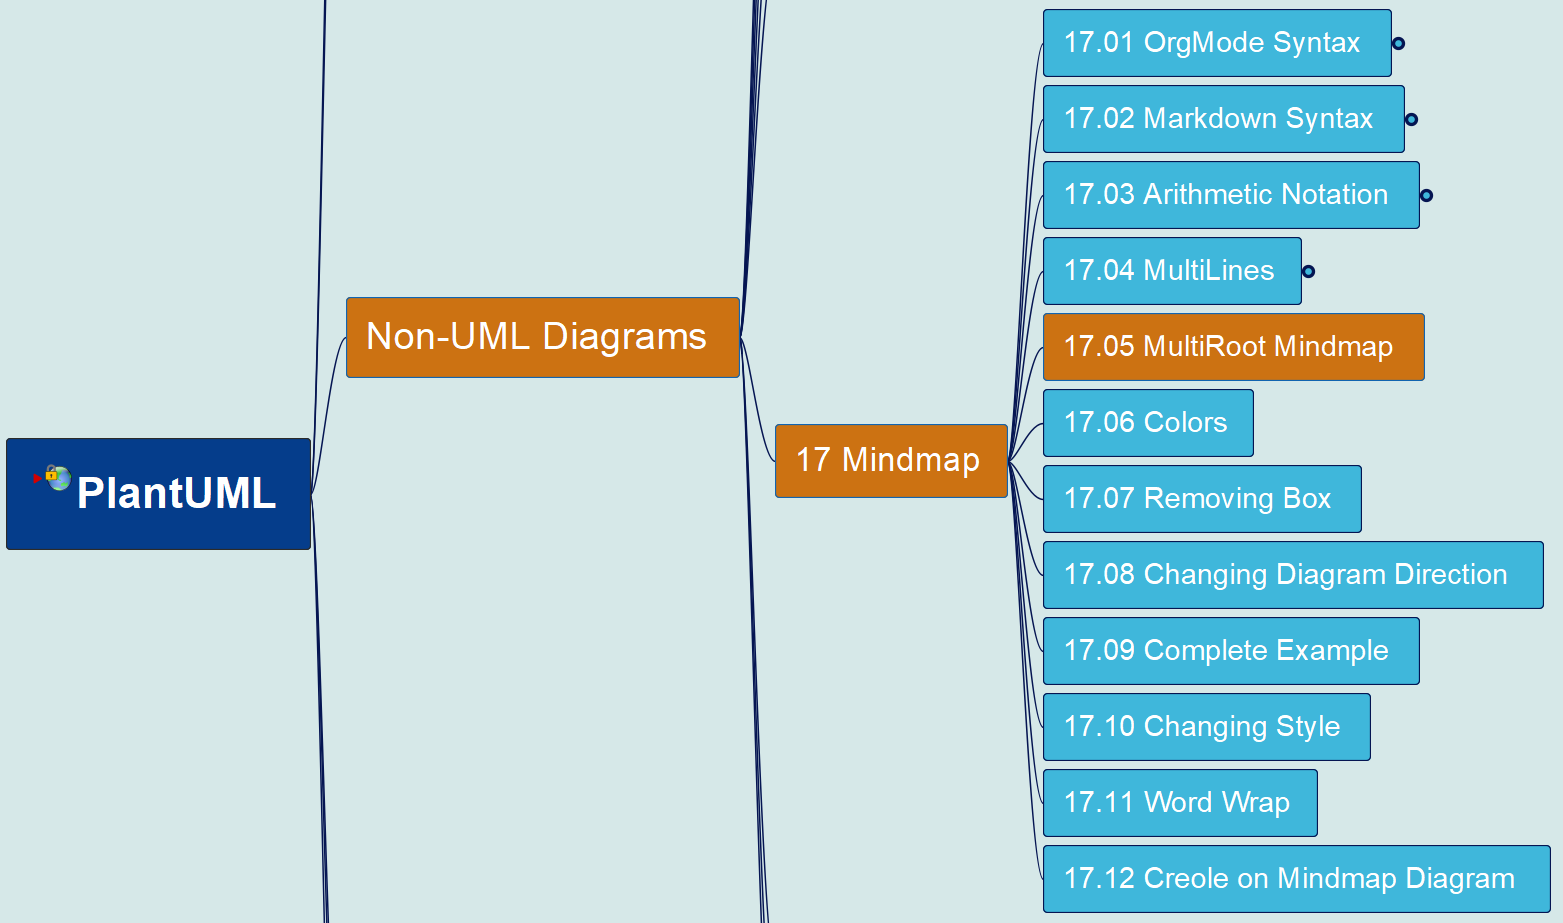 PlantUML
Non-UML Diagrams
17 Mindmap
17.01 OrgMode Syntax
17.02 Markdown Syntax
17.03 Arithmetic Notation
17.04 MultiLines
17.05 MultiRoot Mindmap
17.06 Colors
17.07 Removing Box
17.08 Changing Diagram Direction
17.09 Complete Example
17.10 Changing Style
17.11 Word Wrap
17.12 Creole on Mindmap Diagram